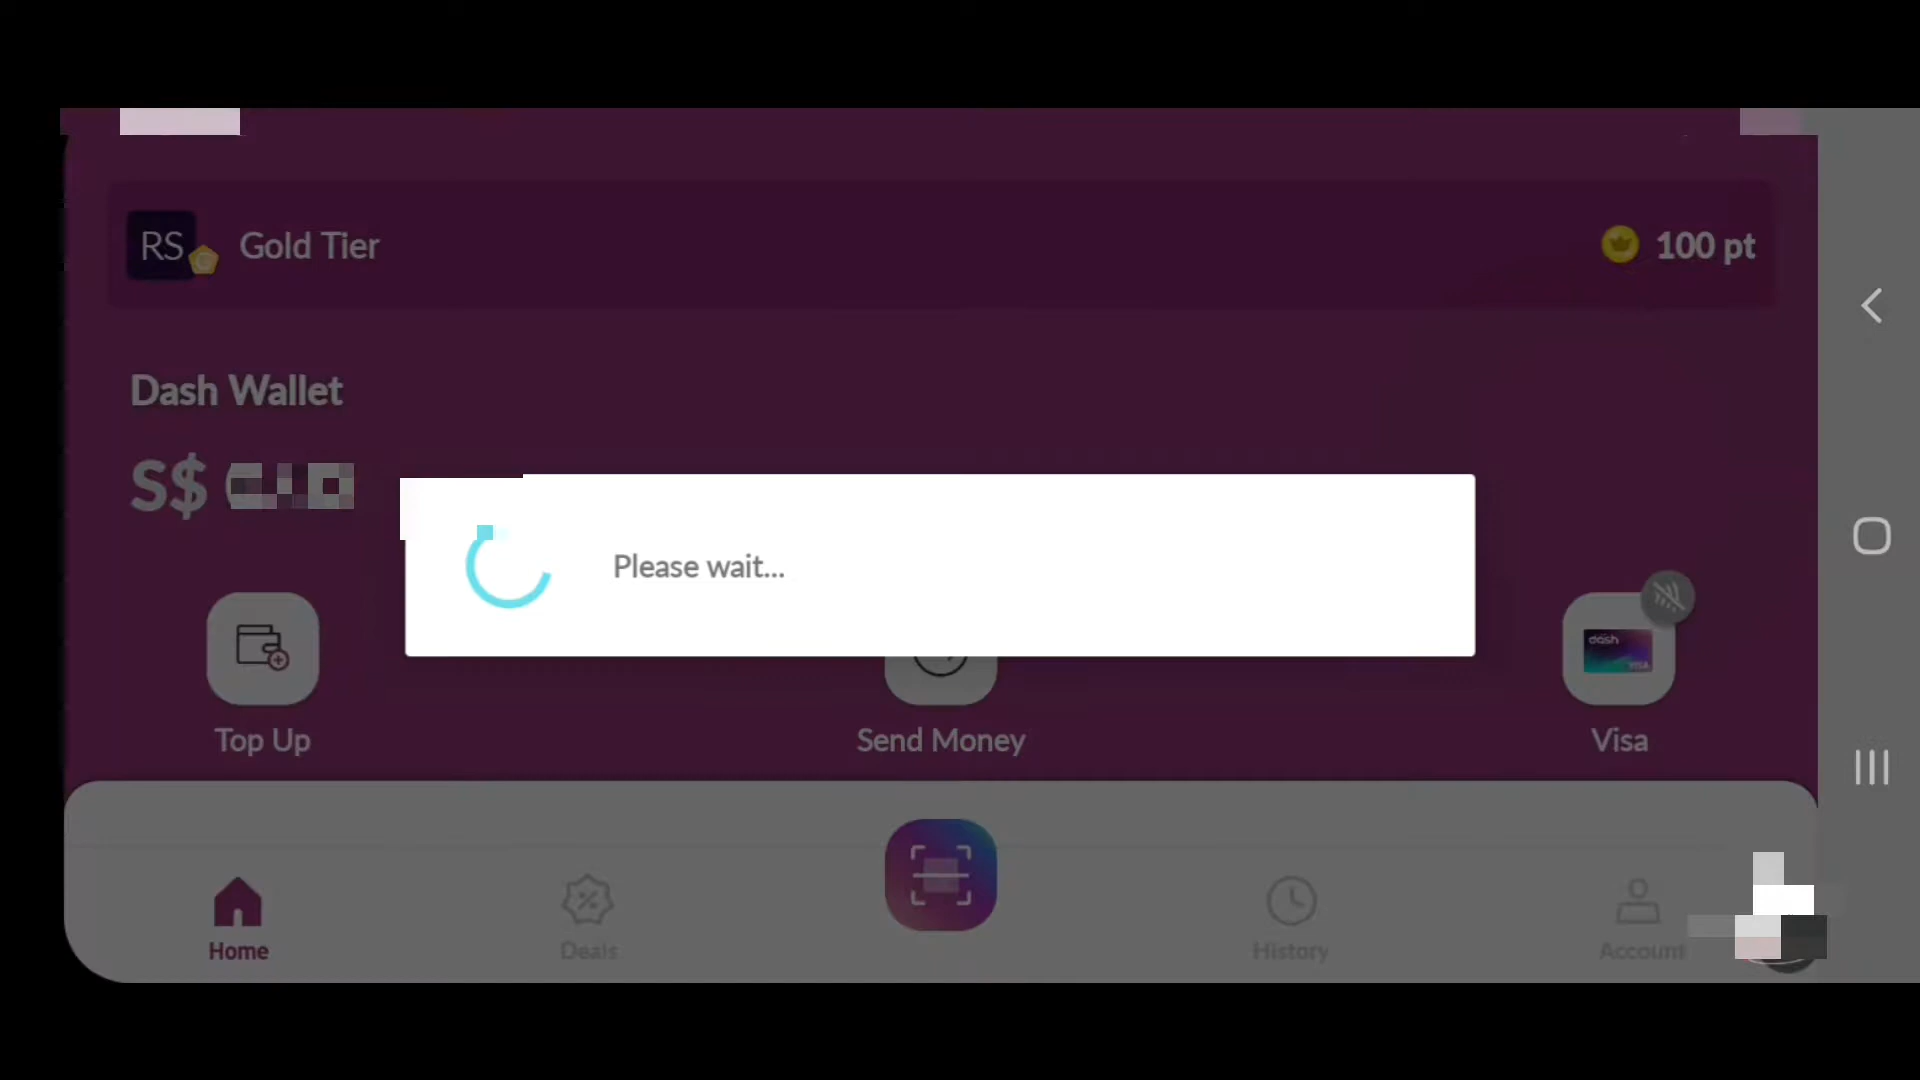 RS
Gold Tier
100 pt
Dash Wallet
S$
Please wait...
dash
VISA
Top Up
Send Money
Visa
Home
Deals
History
Account